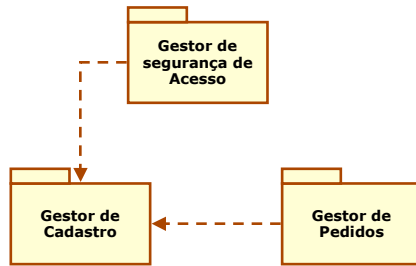 Gestor de
segurança de
Acesso
Gestor de
Cadastro
Gestor de
Pedidos